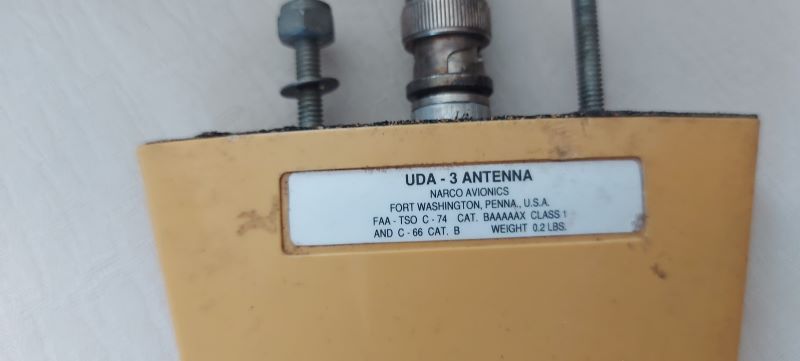 UDA - 3 ANTENNA
NARCO AVIONICS
FORT WASHINGTON, PENNA., U.S.A.
FAA - TSO C - 74 CAT. BAAAAAX CLASS 1
AND C - 66 CAT. B WEIGHT 0.2 LBS.